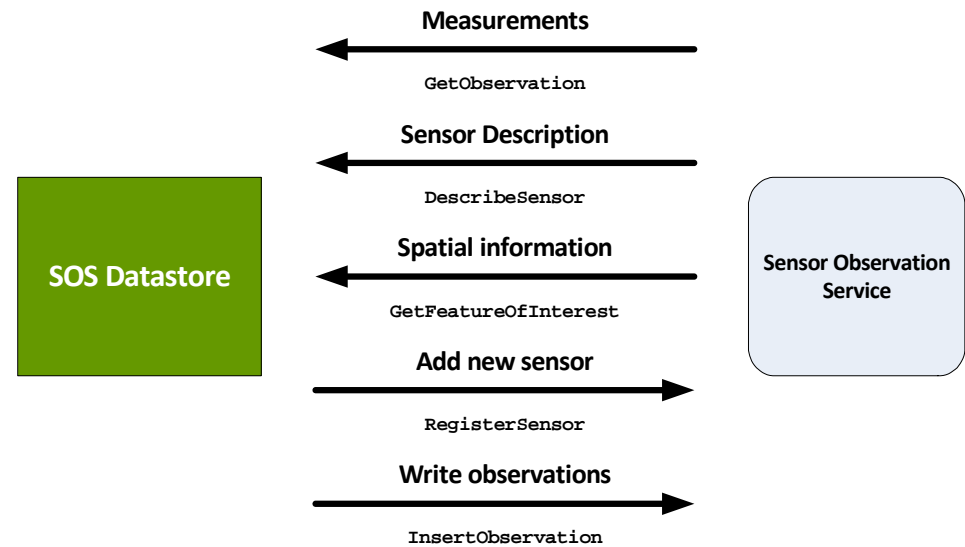 Measurements
GetObservation
Sensor Description
DescribeSensor
Spatial information
GetFeatureOfInterest
Add new sensor
RegisterSensor
Write observations
InsertObservation
SOS Datastore
Sensor Observation
Service